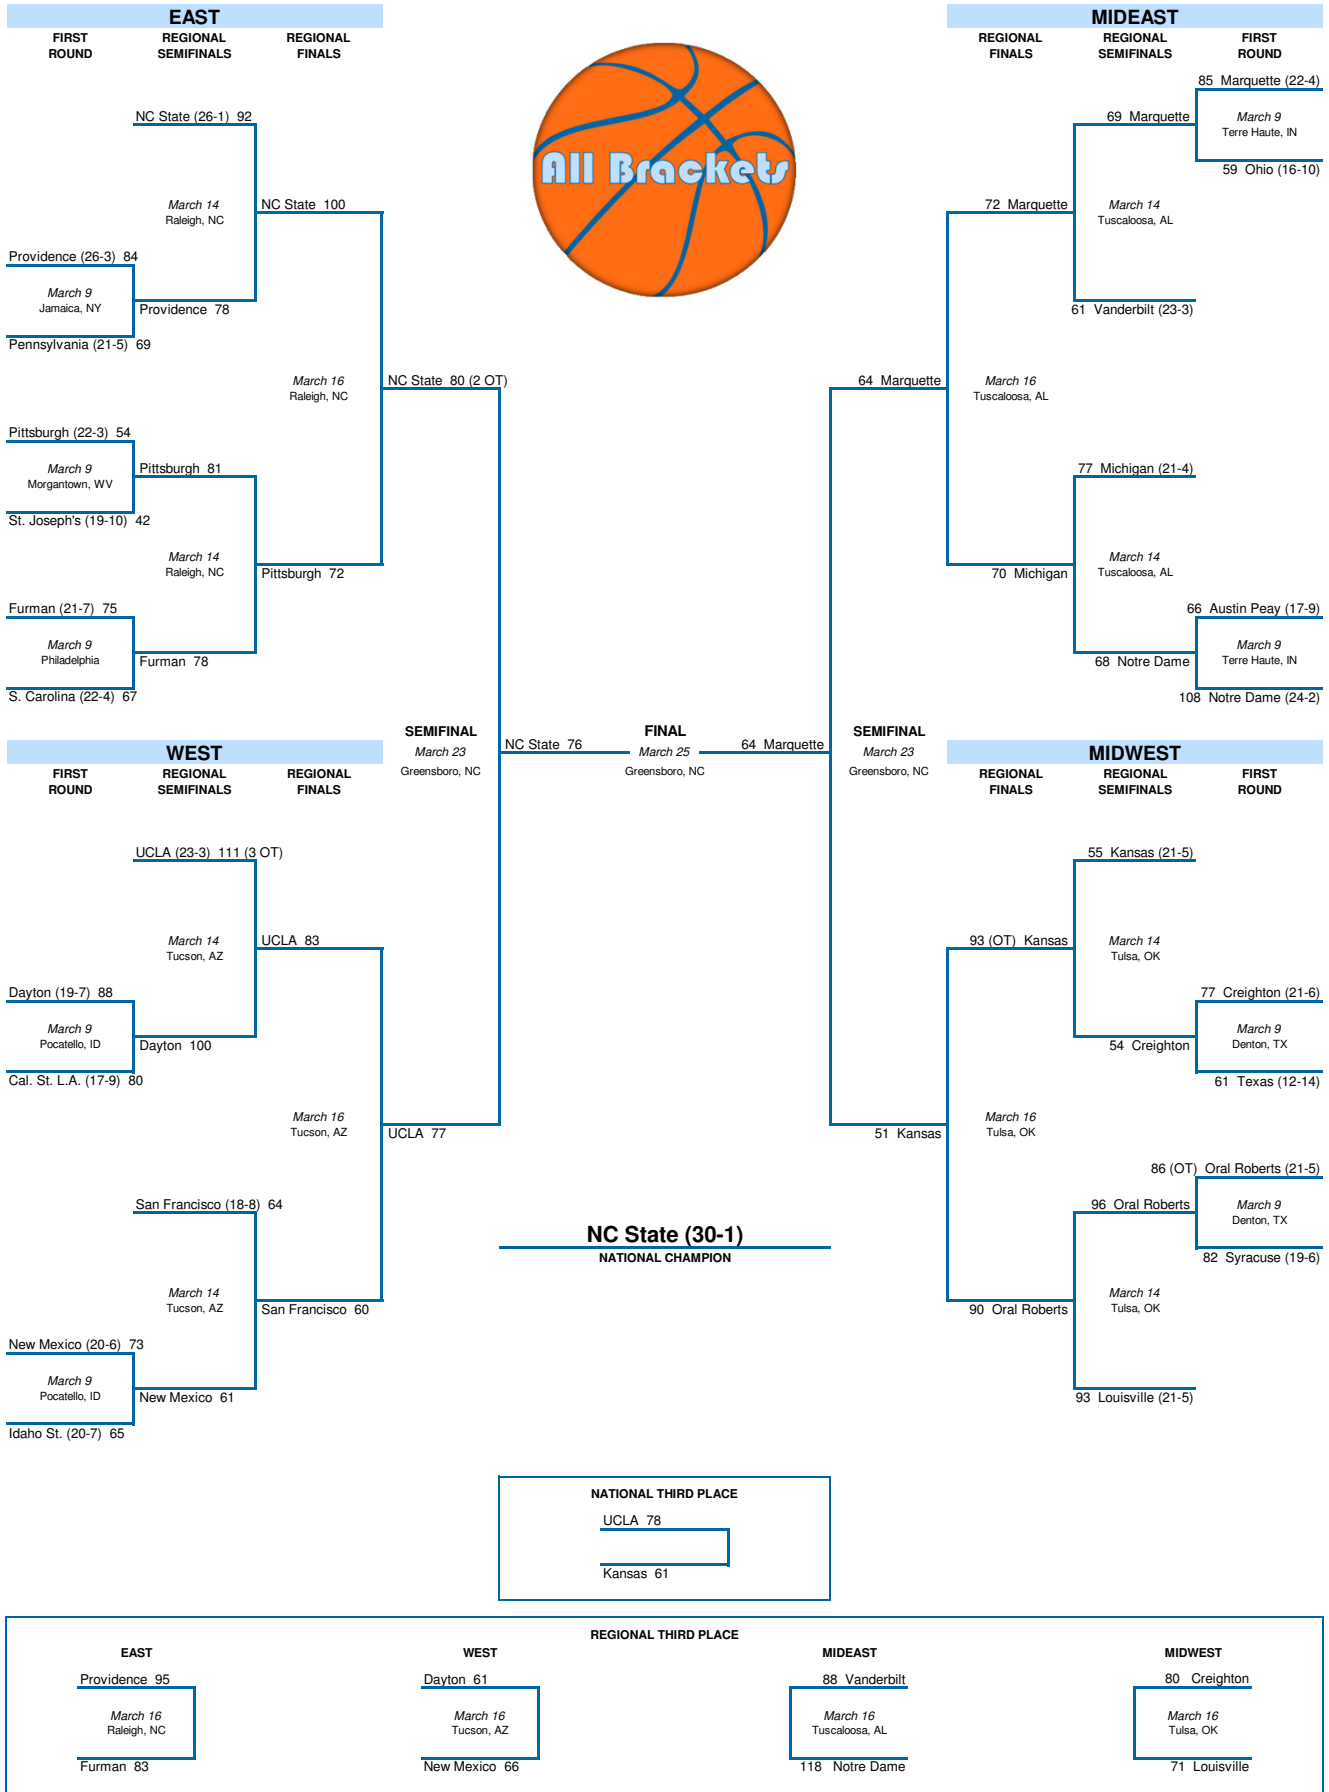 EAST
FIRST ROUND
REGIONAL SEMIFINALS
REGIONAL FINALS
NC State (26-1) 92
March 14
Raleigh, NC
NC State 100
Providence (26-3) 84
March 9
Jamaica, NY
Providence 78
Pennsylvania (21-5) 69
March 16
Raleigh, NC
NC State 80 (2 OT)
Pittsburgh (22-3) 54
March 9
Morgantown, WV
Pittsburgh 81
St. Joseph's (19-10) 42
March 14
Raleigh, NC
Pittsburgh 72
Furman (21-7) 75
March 9
Philadelphia
Furman 78
S. Carolina (22-4) 67
All Brackets
MIDEAST
REGIONAL FINALS
REGIONAL SEMIFINALS
FIRST ROUND
85 Marquette (22-4)
69 Marquette
March 9
Terre Haute, IN
59 Ohio (16-10)
72 Marquette
March 14
Tuscaloosa, AL
61 Vanderbilt (23-3)
64 Marquette
March 16
Tuscaloosa, AL
77 Michigan (21-4)
70 Michigan
March 14
Tuscaloosa, AL
66 Austin Peay (17-9)
68 Notre Dame
March 9
Terre Haute, IN
108 Notre Dame (24-2)
SEMIFINAL
March 23
Greensboro, NC
NC State 76
FINAL
March 25
Greensboro, NC
64 Marquette
SEMIFINAL
March 23
Greensboro, NC
WEST
FIRST ROUND
REGIONAL SEMIFINALS
REGIONAL FINALS
UCLA (23-3) 111 (3 OT)
March 14
Tucson, AZ
UCLA 83
Dayton (19-7) 88
March 9
Pocatello, ID
Dayton 100
Cal. St. L.A. (17-9) 80
March 16
Tucson, AZ
UCLA 77
San Francisco (18-8) 64
March 14
Tucson, AZ
San Francisco 60
New Mexico (20-6) 73
March 9
Pocatello, ID
New Mexico 61
Idaho St. (20-7) 65
MIDWEST
REGIONAL FINALS
REGIONAL SEMIFINALS
FIRST ROUND
55 Kansas (21-5)
93 (OT) Kansas
March 14
Tulsa, OK
77 Creighton (21-6)
54 Creighton
March 9
Denton, TX
61 Texas (12-14)
51 Kansas
March 16
Tulsa, OK
86 (OT) Oral Roberts (21-5)
96 Oral Roberts
March 9
Denton, TX
82 Syracuse (19-6)
90 Oral Roberts
March 14
Tulsa, OK
93 Louisville (21-5)
NC State (30-1)
NATIONAL CHAMPION
NATIONAL THIRD PLACE
UCLA 78
Kansas 61
REGIONAL THIRD PLACE
EAST
Providence 95
March 16
Raleigh, NC
Furman 83
WEST
Dayton 61
March 16
Tucson, AZ
New Mexico 66
MIDEAST
88 Vanderbilt
March 16
Tuscaloosa, AL
118 Notre Dame
MIDWEST
80 Creighton
March 16
Tulsa, OK
71 Louisville